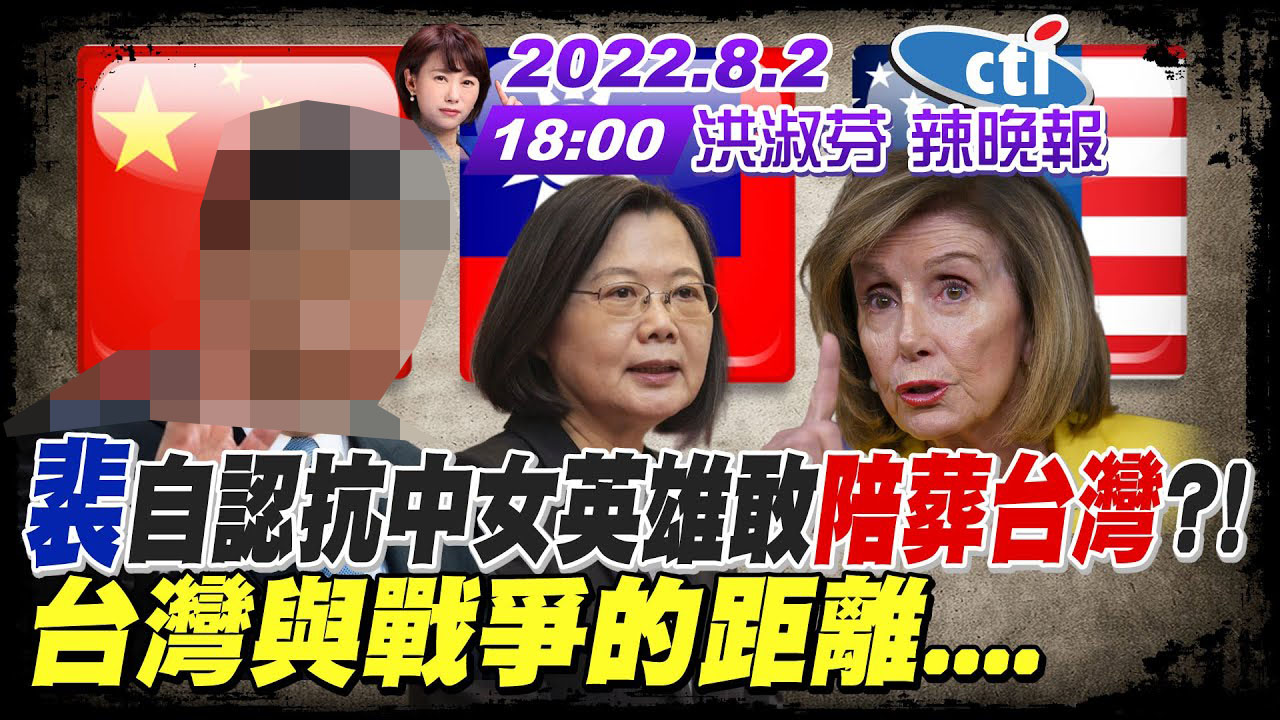 2022.8.2
cti
18:00 洪淑芬 辣晚報
裴自認抗中女英雄敢陪葬台灣?!
台灣與戰爭的距離....